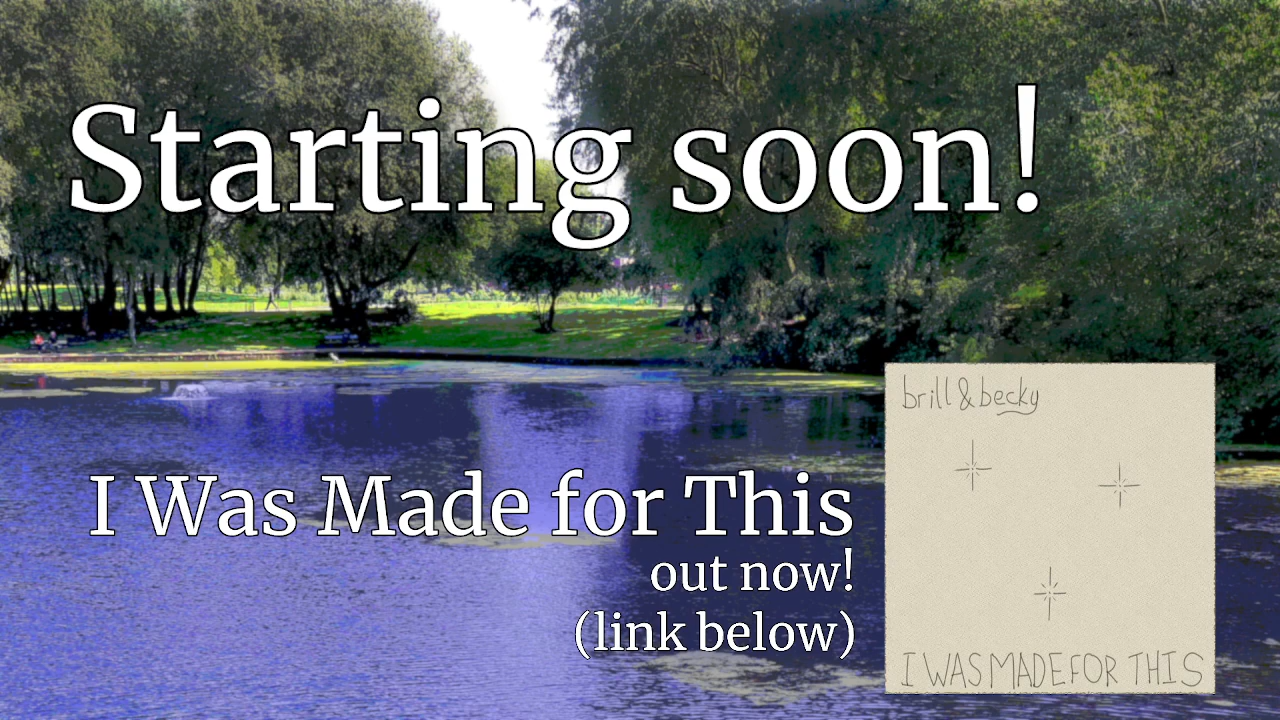 Starting soon!
I Was Made for This
out now!
(link below)
brill & becky
I WAS MADE FOR THIS